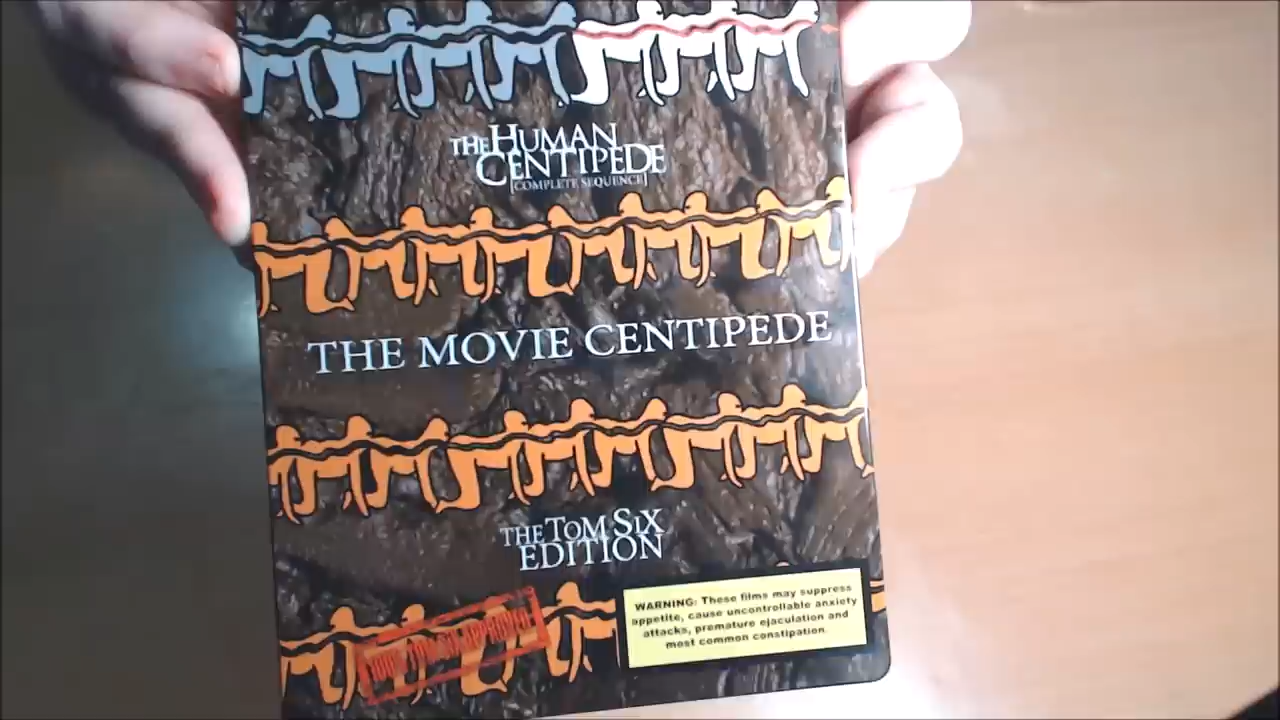 THE HUMAN
CENTIPEDE
[COMPLETE SEQUENCE]
THE MOVIE CENTIPEDE
THE TOM SIX
EDITION
WARNING: These films may suppress
appetite, cause uncontrollable anxiety
attacks, premature ejaculation and
most common constipation.